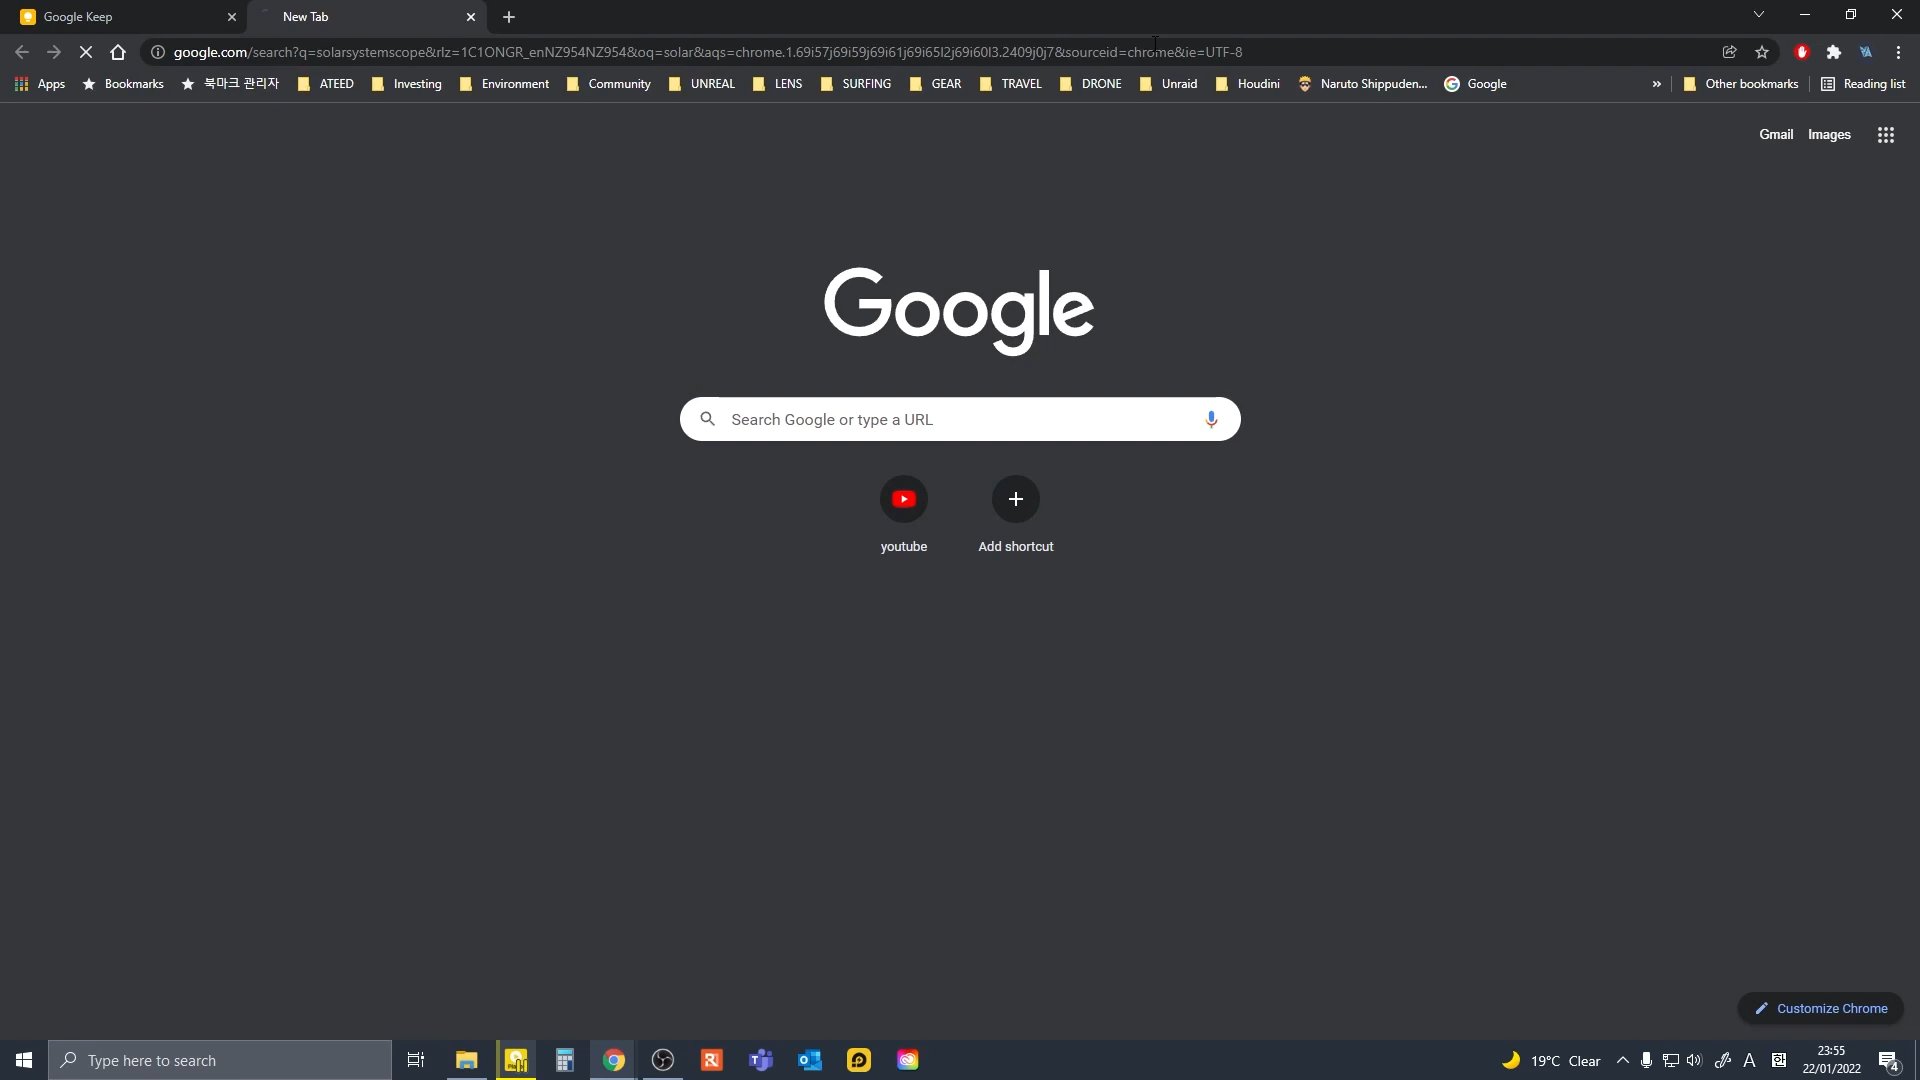 Google Keep
New Tab
google.com/search?q=solarsystemscope&rlz=1C1ONGR_enNZ954NZ954&oq=solar&aqs=chrome.1.69i57j69i59j69i61j69i65l2j69i60l3.2409j0j7&sourceid=chrome&ie=UTF-8
Apps Bookmarks 북마크 관리자 ATEED Investing Environment Community UNREAL LENS SURFING GEAR TRAVEL DRONE Unraid Houdini Naruto Shippuden... Google » Other bookmarks Reading list
Gmail Images
Google
Search Google or type a URL
youtube
Add shortcut
Customize Chrome
Type here to search
19°C Clear
A
23:55
22/01/2022
4